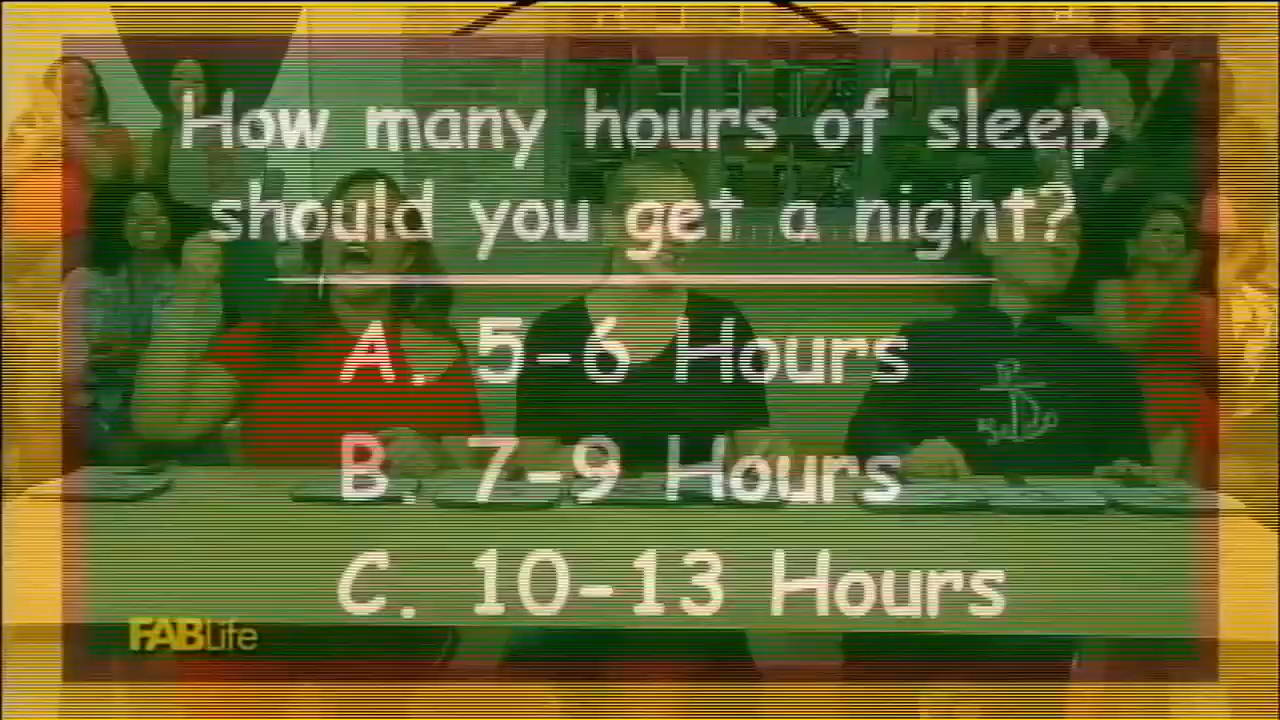 How many hours of sleep
should you get a night?
A. 5-6 Hours
B. 7-9 Hours
C. 10-13 Hours
FABLife